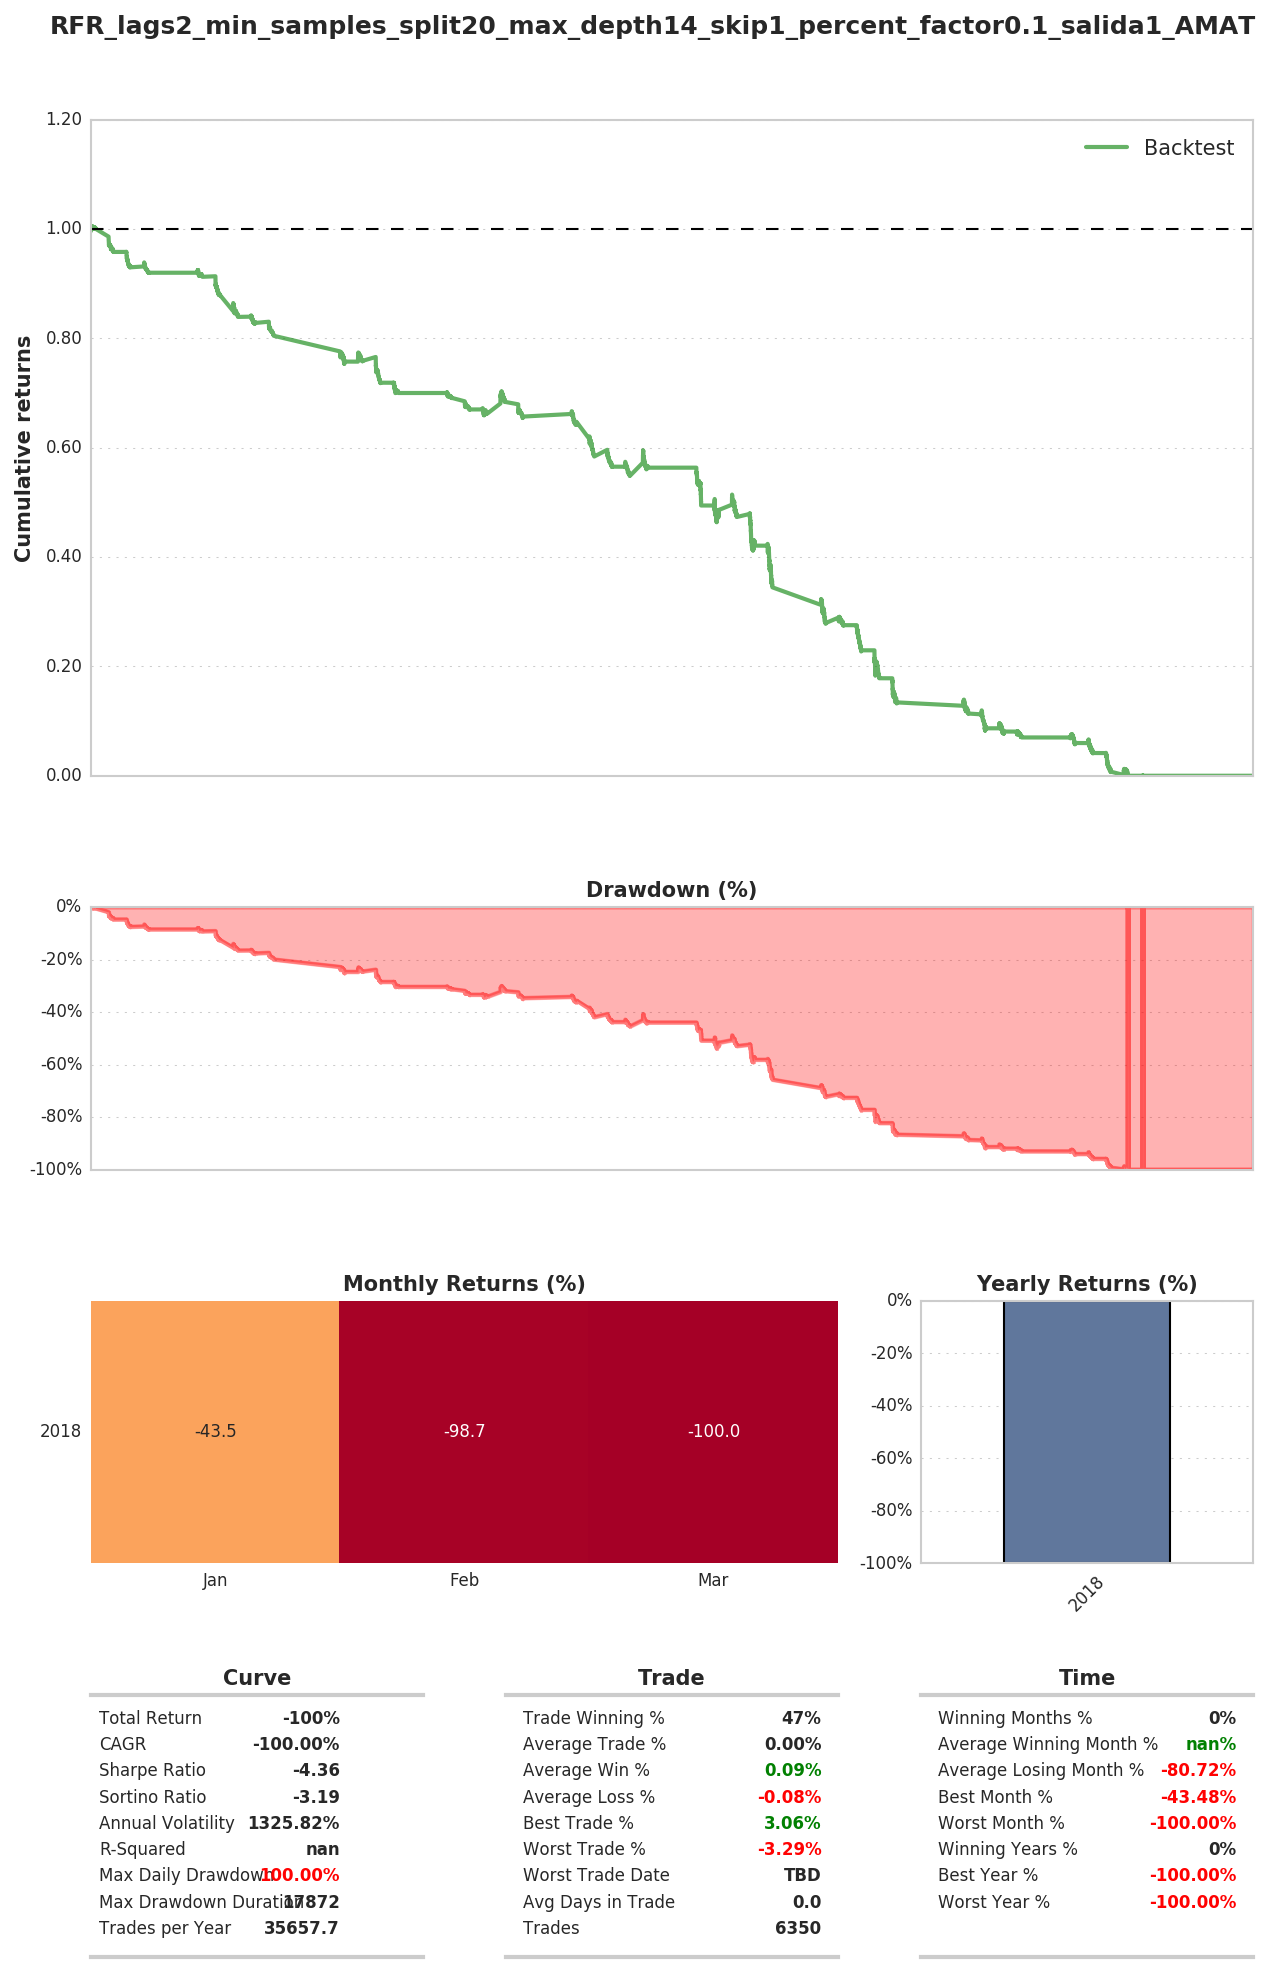 RFR_lags2_min_samples_split20_max_depth14_skip1_percent_factor0.1_salida1_AMAT
1.20
Backtest
1.00
0.80
0.60
0.40
0.20
0.00
Cumulative returns
Drawdown (%)
0%
-20%
-40%
-60%
-80%
-100%
Monthly Returns (%)
2018
-43.5 -98.7 -100.0
Jan Feb Mar
Yearly Returns (%)
0%
-20%
-40%
-60%
-80%
-100%
2018
Curve
Total Return -100%
CAGR -100.00%
Sharpe Ratio -4.36
Sortino Ratio -3.19
Annual Volatility 1325.82%
R-Squared nan
Max Daily Drawdown 100.00%
Max Drawdown Duration 17872
Trades per Year 35657.7
Trade
Trade Winning % 47%
Average Trade % 0.00%
Average Win % 0.09%
Average Loss % -0.08%
Best Trade % 3.06%
Worst Trade % -3.29%
Worst Trade Date TBD
Avg Days in Trade 0.0
Trades 6350
Time
Winning Months % 0%
Average Winning Month % nan%
Average Losing Month % -80.72%
Best Month % -43.48%
Worst Month % -100.00%
Winning Years % 0%
Best Year % -100.00%
Worst Year % -100.00%